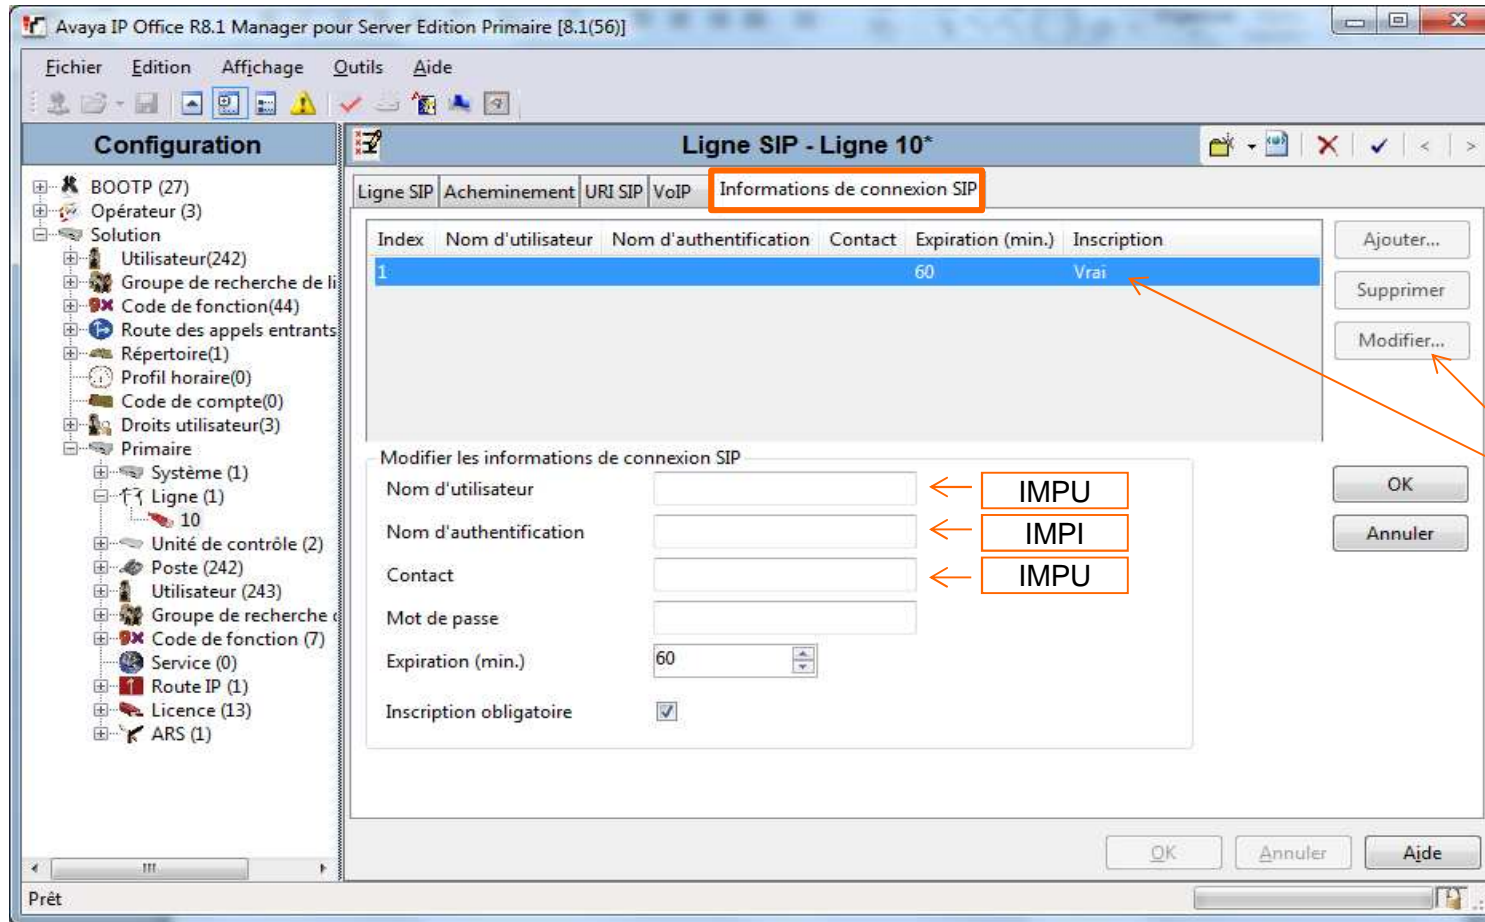 Avaya IP Office R8.1 Manager pour Server Edition Primaire [8.1(56)]
Fichier Edition Affichage Outils Aide
Configuration
Ligne SIP - Ligne 10*
BOOTP (27)
Opérateur (3)
Solution
Utilisateur(242)
Groupe de recherche de li
Code de fonction(44)
Route des appels entrants
Répertoire(1)
Profil horaire(0)
Code de compte(0)
Droits utilisateur(3)
Primaire
Système (1)
Ligne (1)
10
Unité de contrôle (2)
Poste (242)
Utilisateur (243)
Groupe de recherche
Code de fonction (7)
Service (0)
Route IP (1)
Licence (13)
ARS (1)
Ligne SIP Acheminement URI SIP VoIP Informations de connexion SIP
Index Nom d'utilisateur Nom d'authentification Contact Expiration (min.) Inscription
1 60 Vrai
Ajouter...
Supprimer
Modifier...
Modifier les informations de connexion SIP
Nom d'utilisateur IMPU
Nom d'authentification IMPI
Contact IMPU
Mot de passe
Expiration (min.) 60
Inscription obligatoire
OK
Annuler
OK Annuler Aide
Prêt